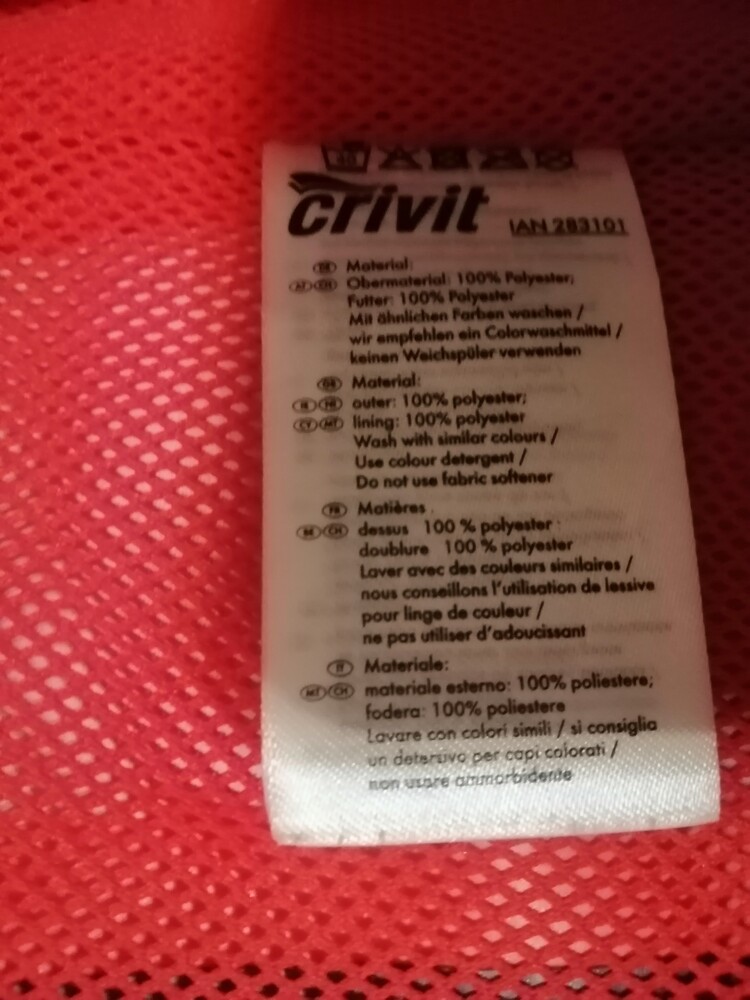 40
crivit IAN 283101
DE Material:
AT CH Obermaterial: 100% Polyester;
Futter: 100% Polyester
Mit ähnlichen Farben waschen /
wir empfehlen ein Colorwaschmittel /
keinen Weichspüler verwenden
GB Material:
IE outer: 100% polyester;
CY MT lining: 100% polyester
Wash with similar colours /
Use colour detergent /
Do not use fabric softener
FR Matières
BE CH dessus 100 % polyester
doublure 100 % polyester
Laver avec des couleurs similaires /
nous conseillons l'utilisation de lessive
pour linge de couleur /
ne pas utiliser d'adoucissant
IT Materiale:
MT CH materiale esterno: 100% poliestere;
fodera: 100% poliestere
Lavare con colori simili / si consiglia
un detersivo per capi colorati /
non usare ammorbidente